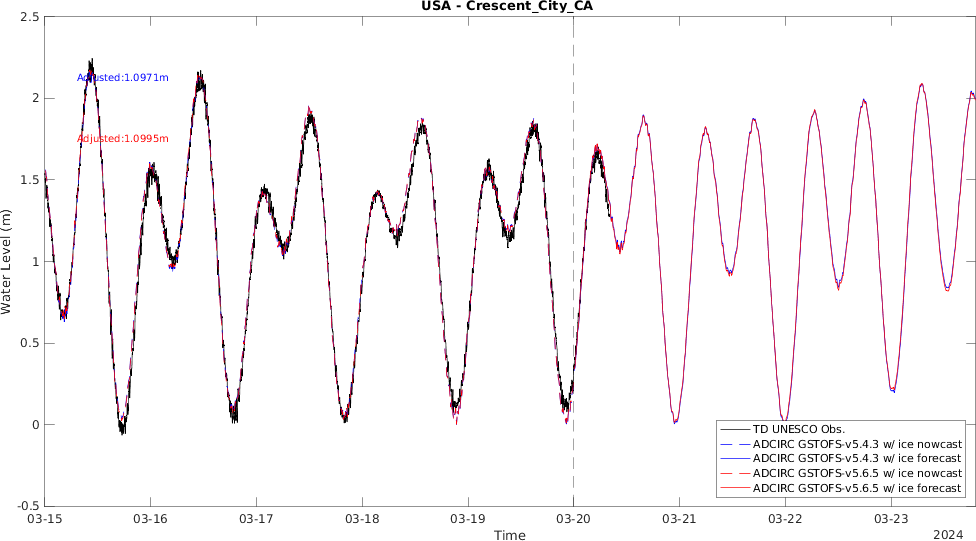 USA - Crescent_City_CA
2.5
2
1.5
1
0.5
0
-0.5
Water Level (m)
Adjusted:1.0971m
Adjusted:1.0995m
TD UNESCO Obs.
ADCIRC GSTOFS-v5.4.3 w/ ice nowcast
ADCIRC GSTOFS-v5.4.3 w/ ice forecast
ADCIRC GSTOFS-v5.6.5 w/ ice nowcast
ADCIRC GSTOFS-v5.6.5 w/ ice forecast
03-15 03-16 03-17 03-18 03-19 03-20 03-21 03-22 03-23
Time
2024